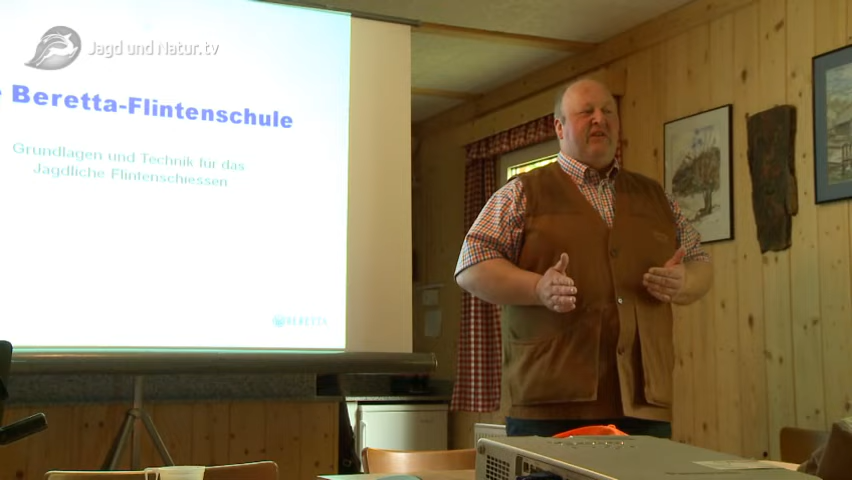 Jagd und Natur.tv
Beretta-Flintenschule
Grundlagen und Technik für das
Jagdliche Flintenschiessen
BERETTA